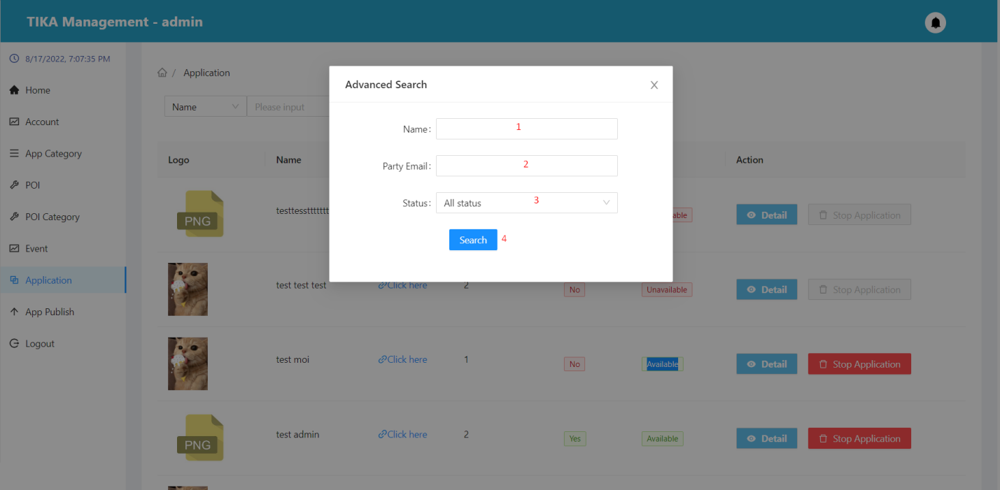 TIKA Management - admin
8/17/2022, 7:07:35 PM
Home
Account
App Category
POI
POI Category
Event
Application
App Publish
Logout
/ Application
Name
Please input
Advanced Search
Name:
1
Party Email:
2
Status:
All status
3
Search
4
Logo
Name
Action
PNG
testtessttttttt
able
Detail
Stop Application
test test test
Click here
2
No
Unavailable
Detail
Stop Application
test moi
Click here
1
No
Available
Detail
Stop Application
PNG
test admin
Click here
2
Yes
Available
Detail
Stop Application